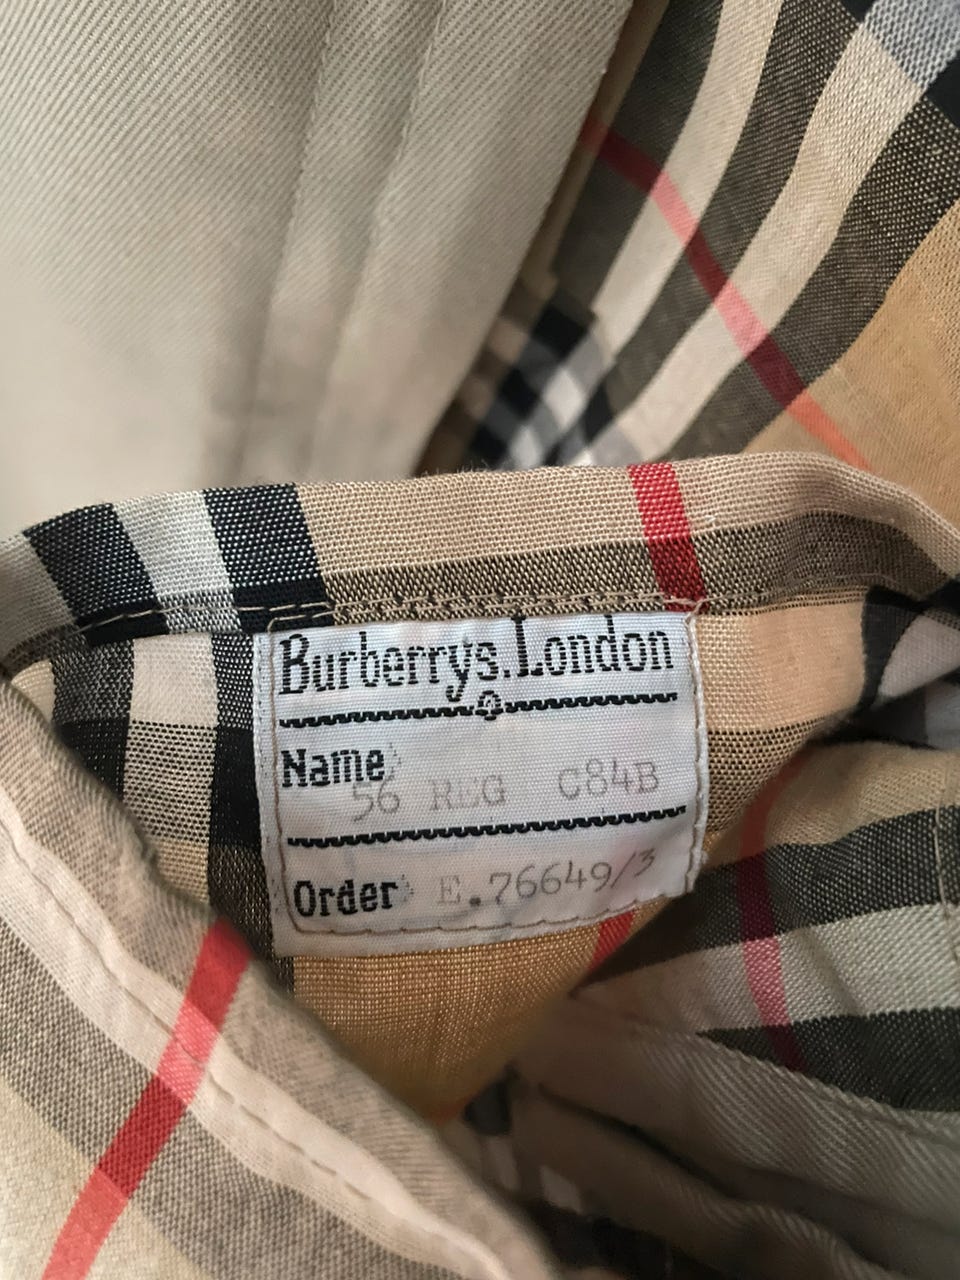 Burberrys. London
Name
56 REG C84B
Order E.76649/3